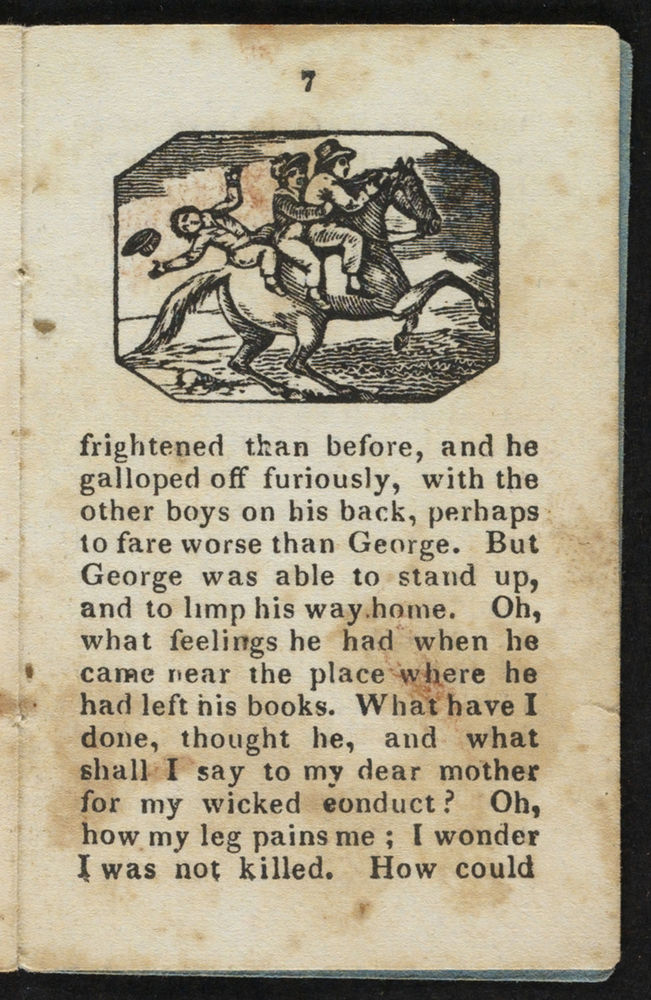 7
frightened than before, and he
galloped off furiously, with the
other boys on his back, perhaps
to fare worse than George. But
George was able to stand up,
and to limp his way home. Oh,
what feelings he had when he
came near the place where he
had left his books. What have I
done, thought he, and what
shall I say to my dear mother
for my wicked conduct? Oh,
how my leg pains me; I wonder
I was not killed. How could